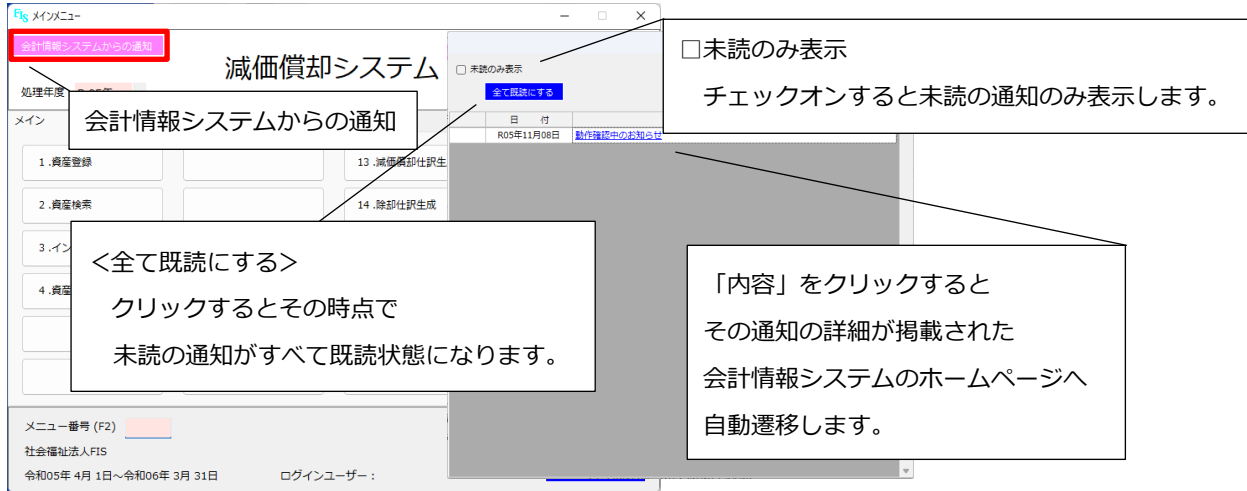 FIS メインメニュー
会計情報システムからの通知
減価償却システム
処理年度
メイン
会計情報システムからの通知
1 .資産登録
13 .減価償却仕訳生
2 .資産検索
14 .除却仕訳生成
3 .イン
4 .資産
未読のみ表示
全て既読にする
日 付
R05年11月08日 動作確認中のお知らせ
□未読のみ表示
チェックオンすると未読の通知のみ表示します。
<全て既読にする>
クリックするとその時点で
未読の通知がすべて既読状態になります。
「内容」をクリックすると
その通知の詳細が掲載された
会計情報システムのホームページへ
自動遷移します。
メニュー番号 (F2)
社会福祉法人FIS
令和05年 4月 1日～令和06年 3月 31日 ログインユーザー：